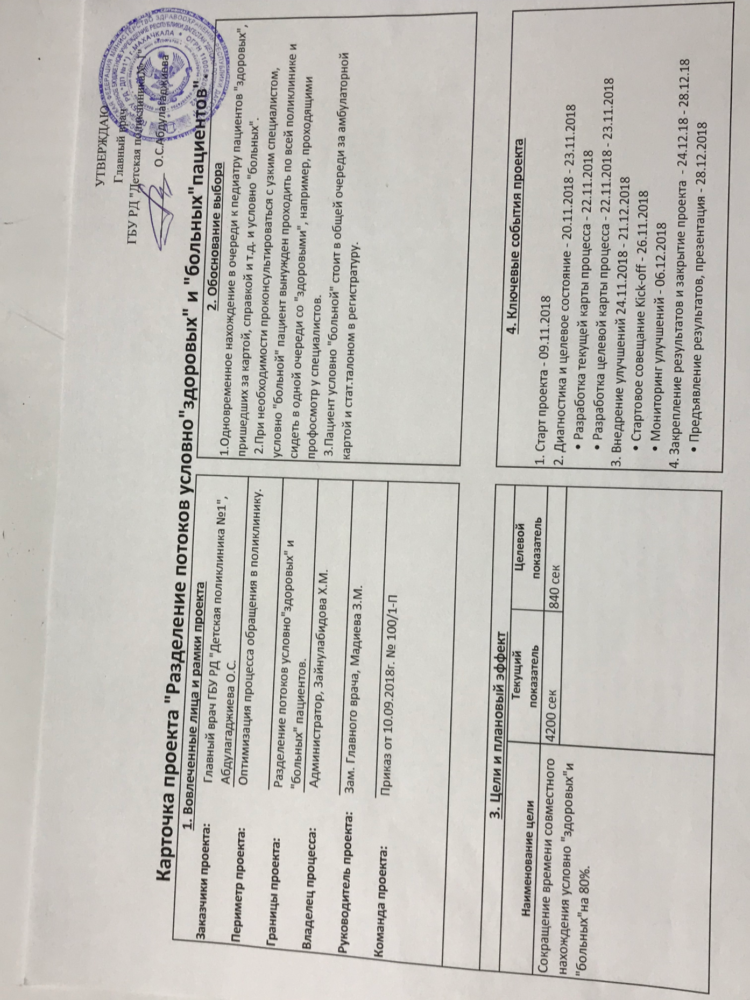 УТВЕРЖДАЮ
Главный врач
ГБУ РД "Детская поликлиника № 1"
О.С.Абдулагаджиева
Карточка проекта "Разделение потоков условно"здоровых" и "больных"пациентов"
1. Вовлеченные лица и рамки проекта
Заказчики проекта: Главный врач ГБУ РД "Детская поликлиника №1",
Абдулагаджиева О.С.
Периметр проекта: Оптимизация процесса обращения в поликлинику.
Границы проекта: Разделение потоков условно"здоровых" и
"больных" пациентов.
Владелец процесса: Администратор, Зайнулабидова Х.М.
Руководитель проекта: Зам. Главного врача, Мадиева З.М.
Команда проекта: Приказ от 10.09.2018г. № 100/1-П
2. Обоснование выбора
1.Одновременное нахождение в очереди к педиатру пациентов "здоровых",
пришедших за картой, справкой и т.д. и условно "больных".
2.При необходимости проконсультироваться с узким специалистом,
условно "больной" пациент вынужден проходить по всей поликлинике и
сидеть в одной очереди со "здоровыми", например, проходящими
профосмотр у специалистов.
3.Пациент условно "больной" стоит в общей очереди за амбулаторной
картой и стат.талоном в регистратуру.
3. Цели и плановый эффект
Наименование цели
Текущий
показатель
Целевой
показатель
Сокращение времени совместного
нахождения условно "здоровых"и
"больных"на 80%.
4200 сек
840 сек
4. Ключевые события проекта
1. Старт проекта - 09.11.2018
2. Диагностика и целевое состояние - 20.11.2018 - 23.11.2018
• Разработка текущей карты процесса - 22.11.2018
• Разработка целевой карты процесса - 22.11.2018 - 23.11.2018
3. Внедрение улучшений 24.11.2018 - 21.12.2018
• Стартовое совещание Kick-off - 26.11.2018
• Мониторинг улучшений - 06.12.2018
4. Закрепление результатов и закрытие проекта - 24.12.18 - 28.12.18
• Предъявление результатов, презентация - 28.12.2018